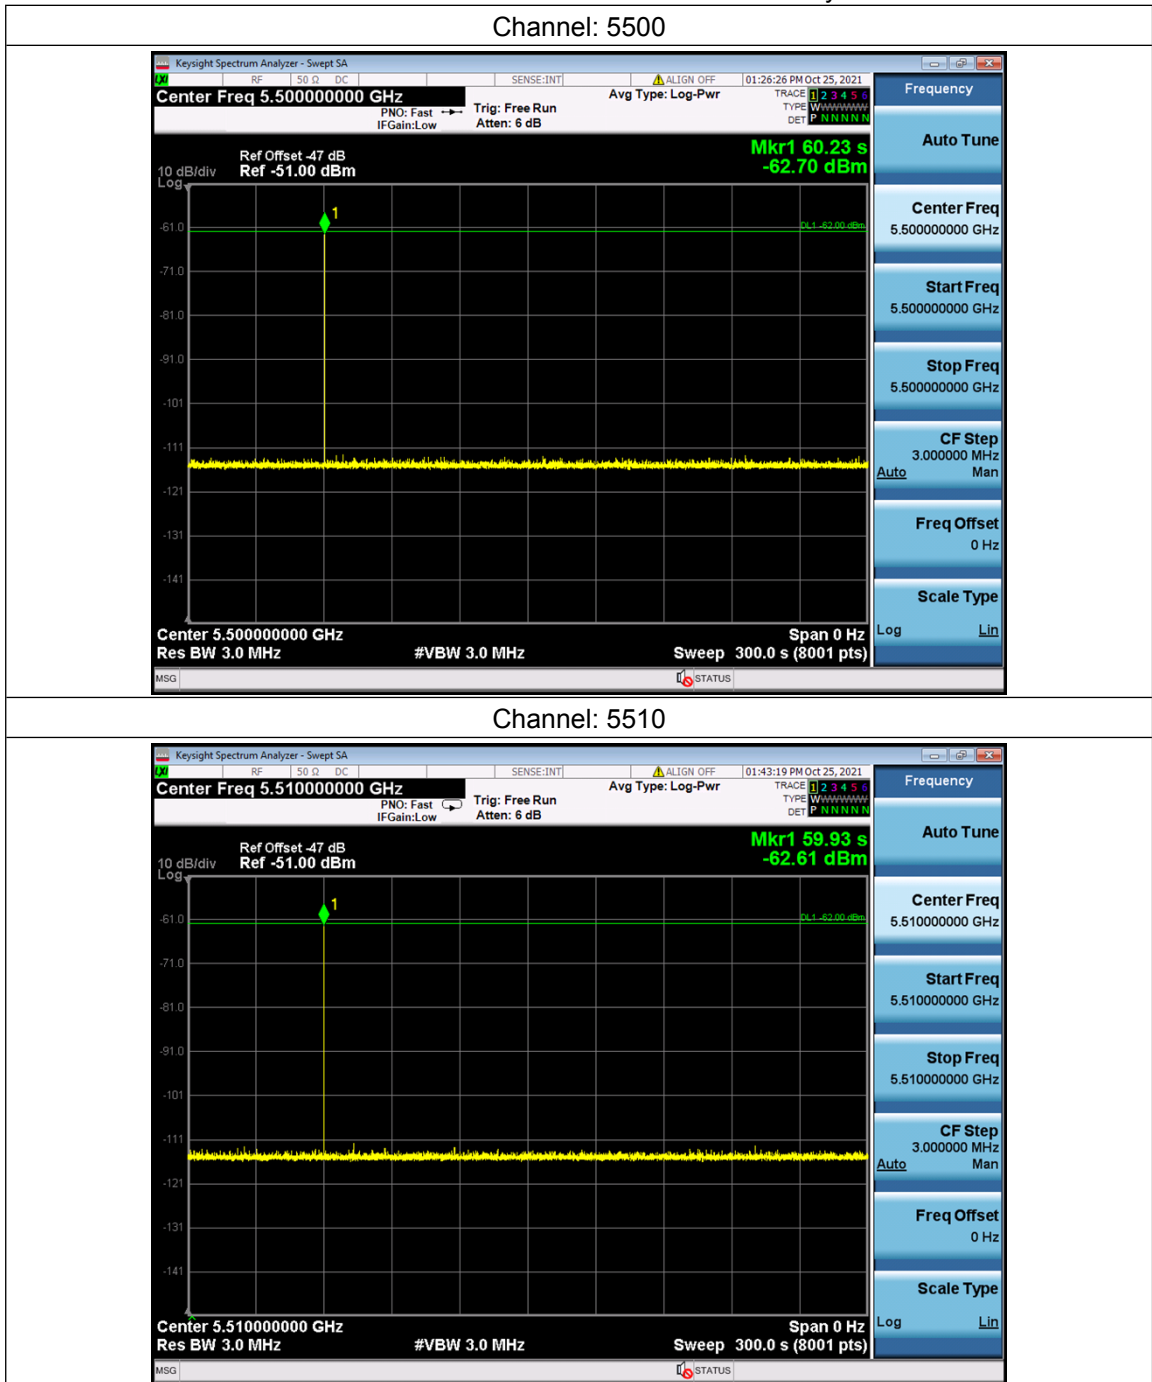 Channel: 5500
Keysight Spectrum Analyzer - Swept SA
LXI RF 50 Ω DC SENSE:INT ALIGN OFF 01:26:26 PM Oct 25, 2021
Center Freq 5.500000000 GHz
PNO: Fast
IFGain:Low
Trig: Free Run
Atten: 6 dB
Avg Type: Log-Pwr
TRACE 1 2 3 4 5 6
TYPE W
DET P N N N N N
Mkr1 60.23 s
-62.70 dBm
Ref Offset -47 dB
10 dB/div Ref -51.00 dBm
Log
1
DL1 -62.00 dBm
-61.0
-71.0
-81.0
-91.0
-101
-111
-121
-131
-141
Center 5.500000000 GHz Span 0 Hz
Res BW 3.0 MHz #VBW 3.0 MHz Sweep 300.0 s (8001 pts)
MSG STATUS
Frequency
Auto Tune
Center Freq
5.500000000 GHz
Start Freq
5.500000000 GHz
Stop Freq
5.500000000 GHz
CF Step
3.000000 MHz
Auto Man
Freq Offset
0 Hz
Scale Type
Log Lin
Channel: 5510
Keysight Spectrum Analyzer - Swept SA
LXI RF 50 Ω DC SENSE:INT ALIGN OFF 01:43:19 PM Oct 25, 2021
Center Freq 5.510000000 GHz
PNO: Fast
IFGain:Low
Trig: Free Run
Atten: 6 dB
Avg Type: Log-Pwr
TRACE 1 2 3 4 5 6
TYPE W
DET P N N N N N
Mkr1 59.93 s
-62.61 dBm
Ref Offset -47 dB
10 dB/div Ref -51.00 dBm
Log
1
DL1 -62.00 dBm
-61.0
-71.0
-81.0
-91.0
-101
-111
-121
-131
-141
Center 5.510000000 GHz Span 0 Hz
Res BW 3.0 MHz #VBW 3.0 MHz Sweep 300.0 s (8001 pts)
MSG STATUS
Frequency
Auto Tune
Center Freq
5.510000000 GHz
Start Freq
5.510000000 GHz
Stop Freq
5.510000000 GHz
CF Step
3.000000 MHz
Auto Man
Freq Offset
0 Hz
Scale Type
Log Lin